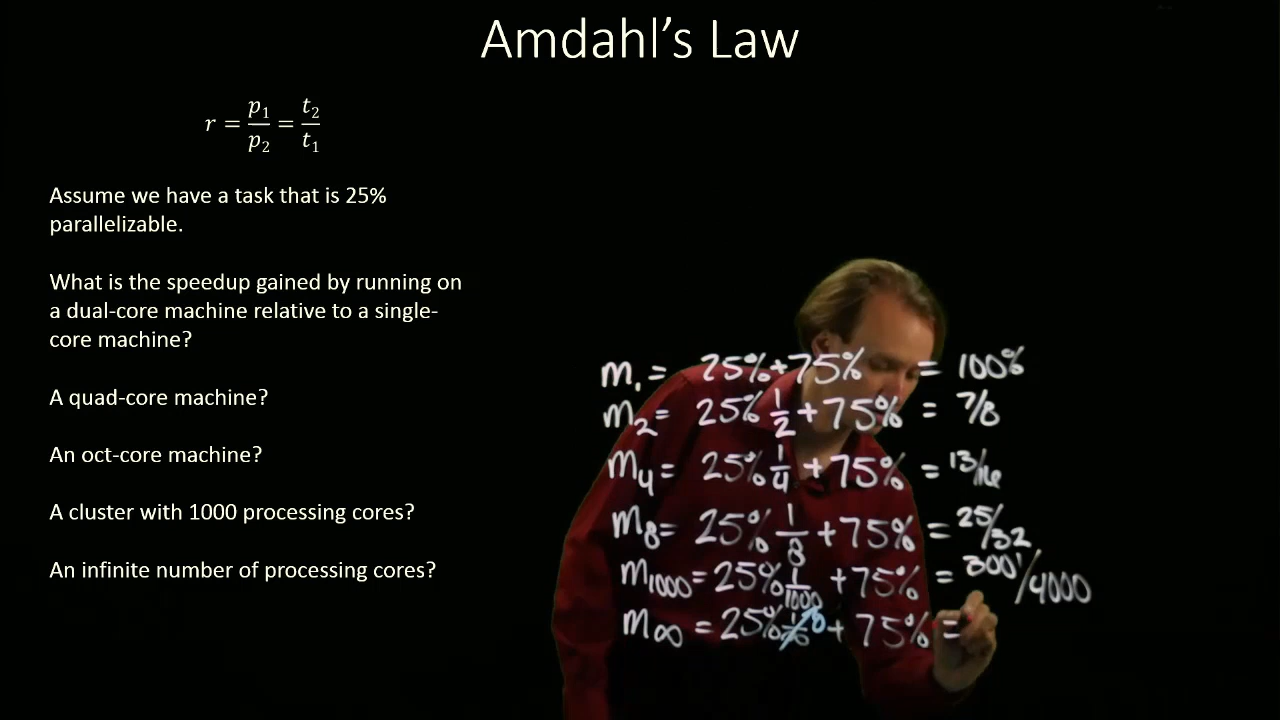 Amdahl's Law
r = p₁/p₂ = t₂/t₁
Assume we have a task that is 25%
parallelizable.
What is the speedup gained by running on
a dual-core machine relative to a single-
core machine?
A quad-core machine?
An oct-core machine?
A cluster with 1000 processing cores?
An infinite number of processing cores?
m₁ = 25% + 75% = 100%
m₂ = 25% 1/2 + 75% = 7/8
m₄ = 25% 1/4 + 75% = 13/16
m₈ = 25% 1/8 + 75% = 25/32
m₁₀₀₀ = 25% 1/1000 + 75% = 3001/4000
m∞ = 25% 1/∞ 0 + 75% =